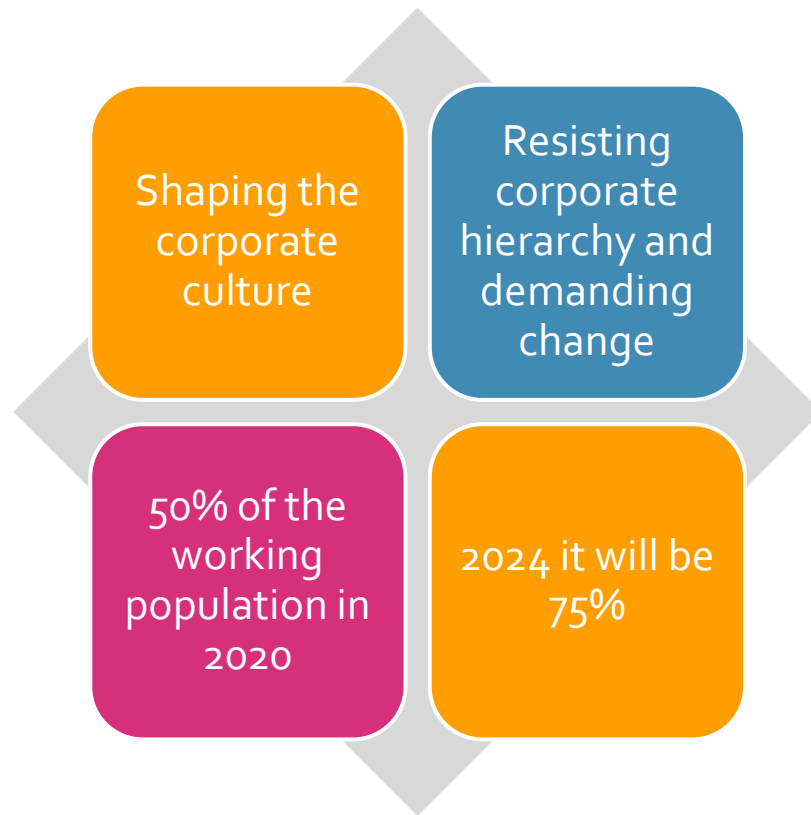 Shaping the
corporate
culture
Resisting
corporate
hierarchy and
demanding
change
50% of the
working
population in
2020
2024 it will be
75%